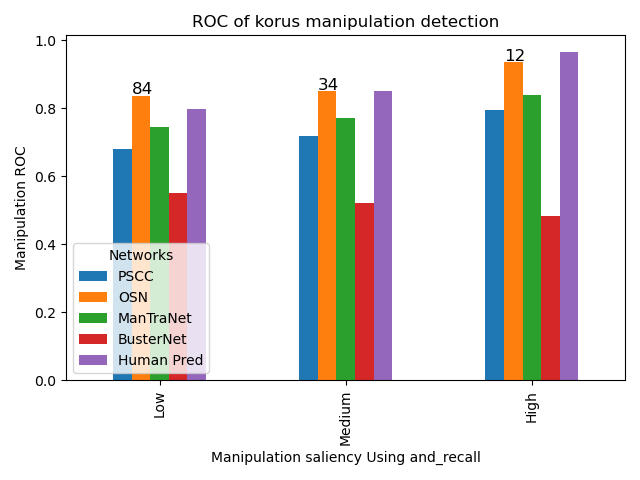 ROC of korus manipulation detection
Manipulation ROC
1.0
0.8
0.6
0.4
0.2
0.0
84
34
12
Networks
PSCC
OSN
ManTraNet
BusterNet
Human Pred
Low
Medium
High
Manipulation saliency Using and_recall